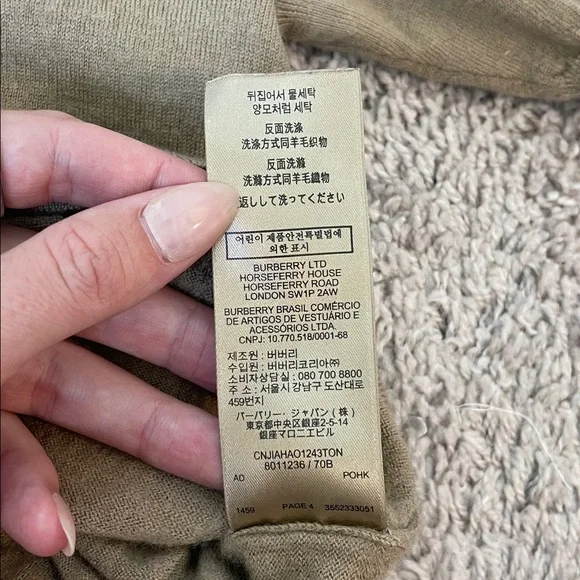 뒤집어서 물세탁
양모처럼 세탁
反面洗涤
洗涤方式同羊毛织物
反面洗滌
洗滌方式同羊毛織物
返しして洗ってください
어린이 제품안전특별법에
의한 표시
BURBERRY LTD
HORSEFERRY HOUSE
HORSEFERRY ROAD
LONDON SW1P 2AW
BURBERRY BRASIL COMÉRCIO
DE ARTIGOS DE VESTUÁRIO E
ACESSÓRIOS LTDA.
CNPJ: 10.770.518/0001-68
제조원 : 버버리
수입원 : 버버리코리아㈜
소비자상담실 : 080 700 8800
주 소 : 서울시 강남구 도산대로
459번지
バーバリー・ジャパン (株)
東京都中央区銀座2-5-14
銀座マロニエビル
CNJIAHAO1243TON
8011236 / 70B
AD POHK
1459 PAGE 4 3552333051